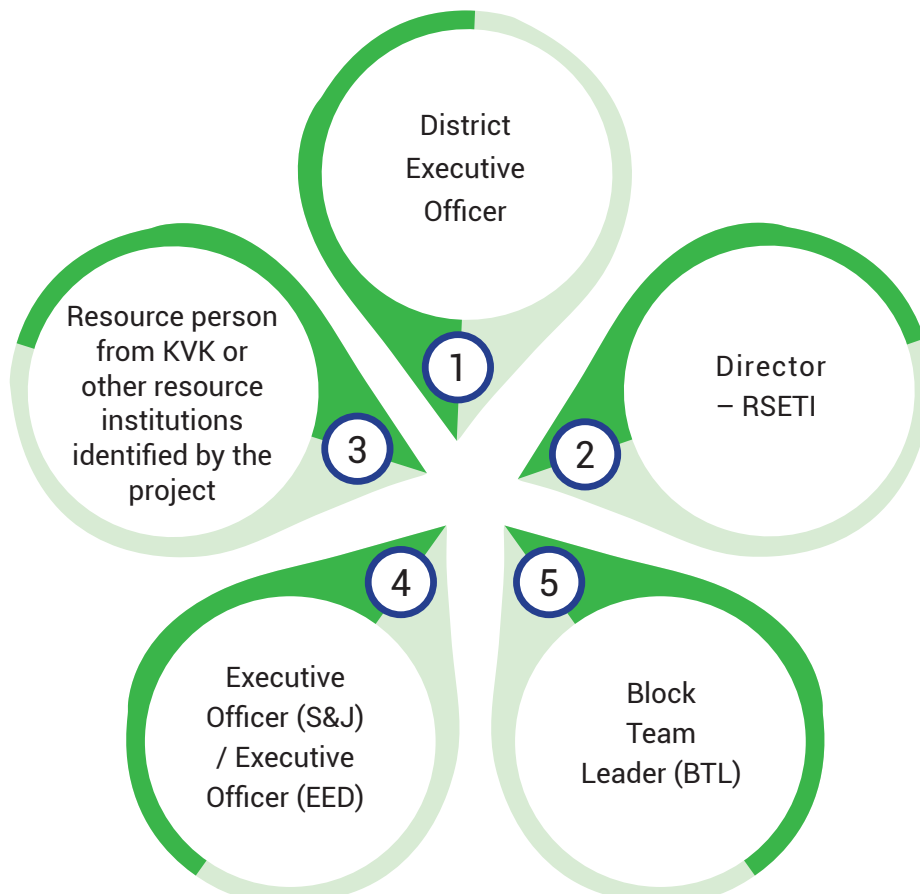 District
Executive
Officer
1
Director
– RSETI
2
Resource person
from KVK or
other resource
institutions
identified by the
project
3
Executive
Officer (S&J)
/ Executive
Officer (EED)
4
Block
Team
Leader (BTL)
5